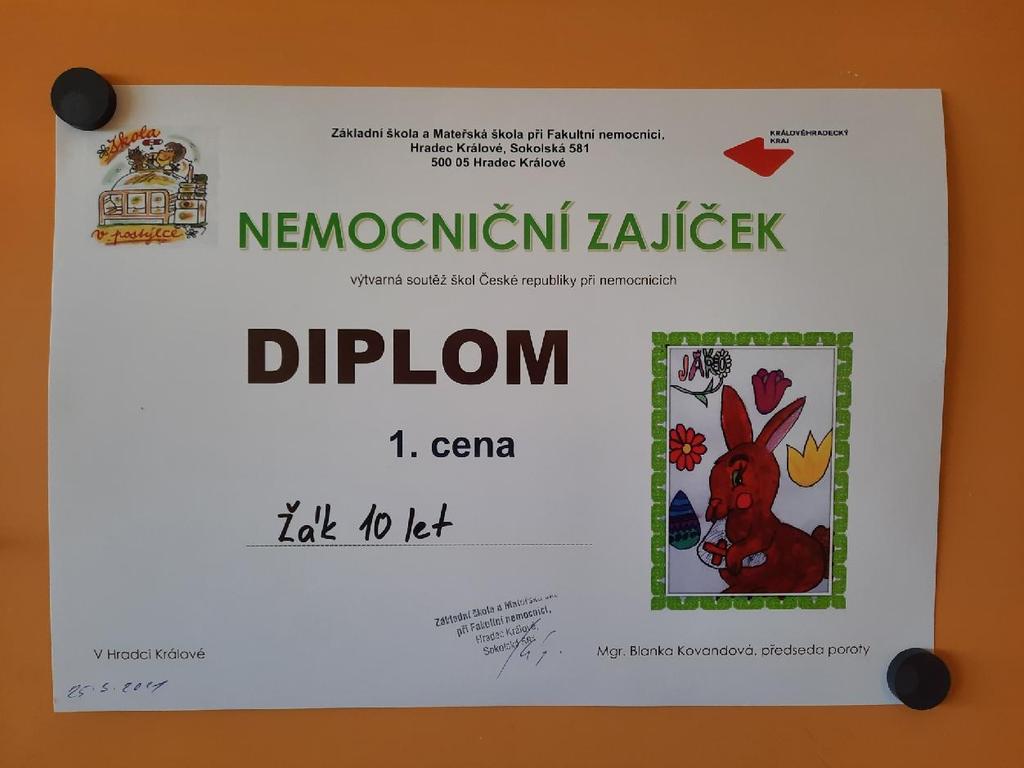 Škola
v postýlce
Základní škola a Mateřská škola při Fakultní nemocnici,
Hradec Králové, Sokolská 581
500 05 Hradec Králové
KRÁLOVÉHRADECKÝ
KRAJ
NEMOCNIČNÍ ZAJÍČEK
výtvarná soutěž škol České republiky při nemocnicích
DIPLOM
JARO
1. cena
Žák 10 let
Základní škola a Mateřská
při Fakultní nemocnici,
Hradec Králové,
Sokolská 581
V Hradci Králové
Mgr. Blanka Kovandová, předseda poroty